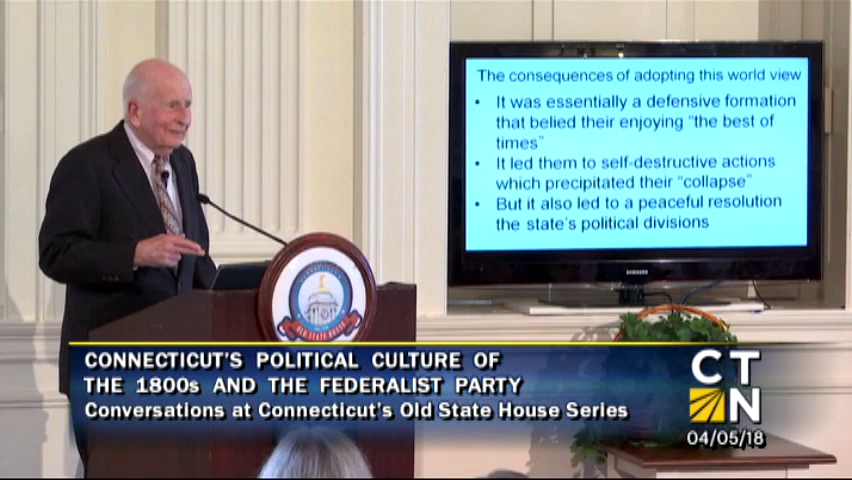 The consequences of adopting this world view
• It was essentially a defensive formation
that belied their enjoying “the best of
times”
• It led them to self-destructive actions
which precipitated their “collapse”
• But it also led to a peaceful resolution
the state’s political divisions
SAMSUNG
OLD STATE HOUSE
CONNECTICUT'S POLITICAL CULTURE OF
THE 1800s AND THE FEDERALIST PARTY
Conversations at Connecticut's Old State House Series
CT
N
04/05/18